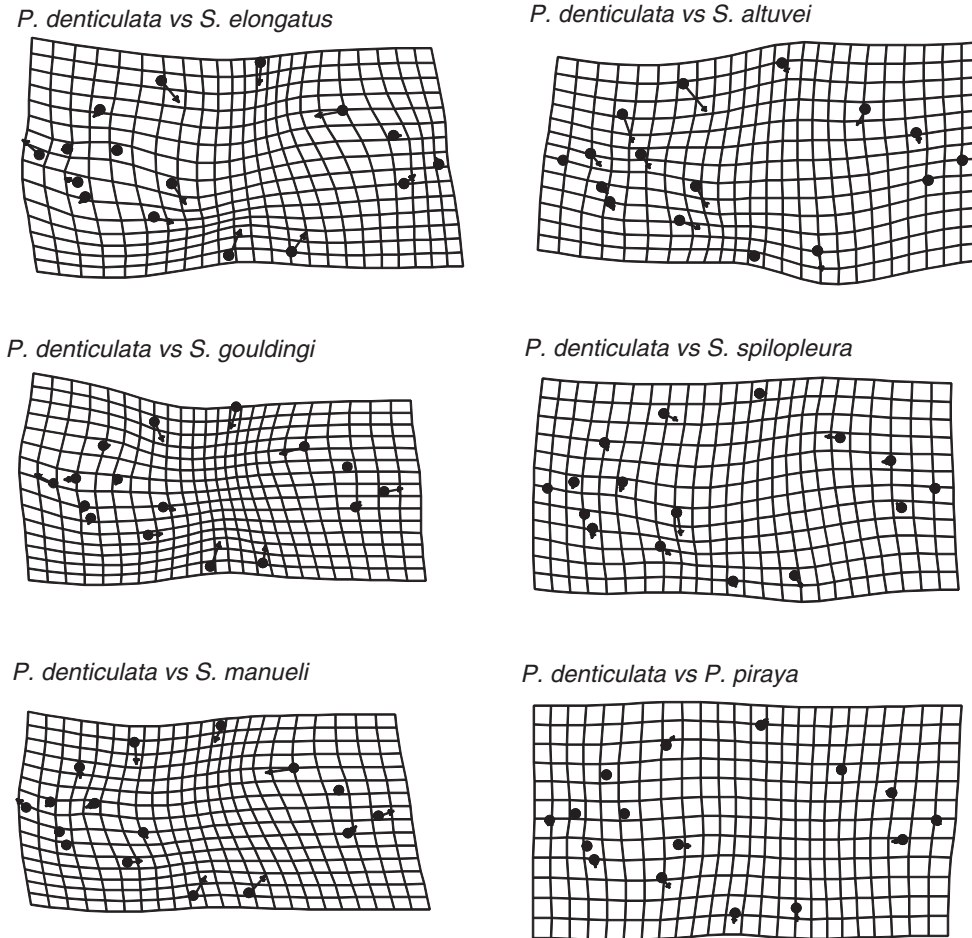 P. denticulata vs S. elongatus
P. denticulata vs S. altuvei
P. denticulata vs S. gouldingi
P. denticulata vs S. spilopleura
P. denticulata vs S. manueli
P. denticulata vs P. piraya